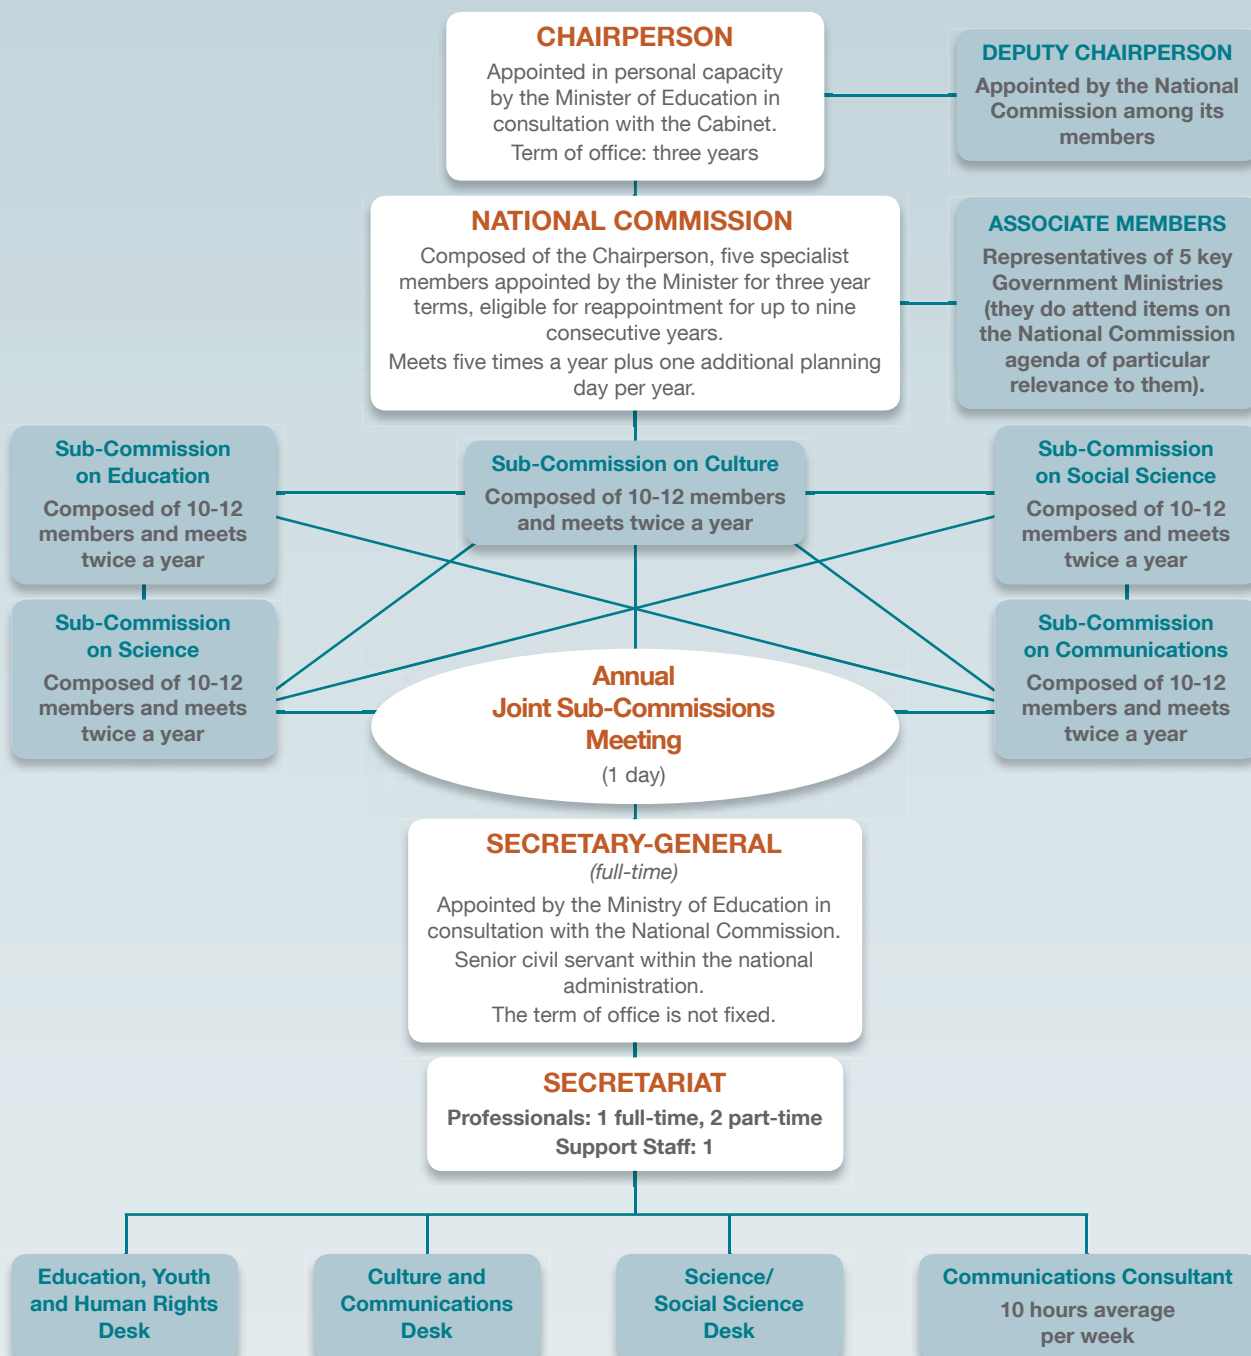 CHAIRPERSON
Appointed in personal capacity
by the Minister of Education in
consultation with the Cabinet.
Term of office: three years
DEPUTY CHAIRPERSON
Appointed by the National
Commission among its
members
NATIONAL COMMISSION
Composed of the Chairperson, five specialist
members appointed by the Minister for three year
terms, eligible for reappointment for up to nine
consecutive years.
Meets five times a year plus one additional planning
day per year.
ASSOCIATE MEMBERS
Representatives of 5 key
Government Ministries
(they do attend items on
the National Commission
agenda of particular
relevance to them).
Sub-Commission
on Education
Composed of 10-12
members and meets
twice a year
Sub-Commission on Culture
Composed of 10-12 members
and meets twice a year
Sub-Commission
on Social Science
Composed of 10-12
members and meets
twice a year
Sub-Commission
on Science
Composed of 10-12
members and meets
twice a year
Annual
Joint Sub-Commissions
Meeting
(1 day)
Sub-Commission
on Communications
Composed of 10-12
members and meets
twice a year
SECRETARY-GENERAL
(full-time)
Appointed by the Ministry of Education in
consultation with the National Commission.
Senior civil servant within the national
administration.
The term of office is not fixed.
SECRETARIAT
Professionals: 1 full-time, 2 part-time
Support Staff: 1
Education, Youth
and Human Rights
Desk
Culture and
Communications
Desk
Science/
Social Science
Desk
Communications Consultant
10 hours average
per week